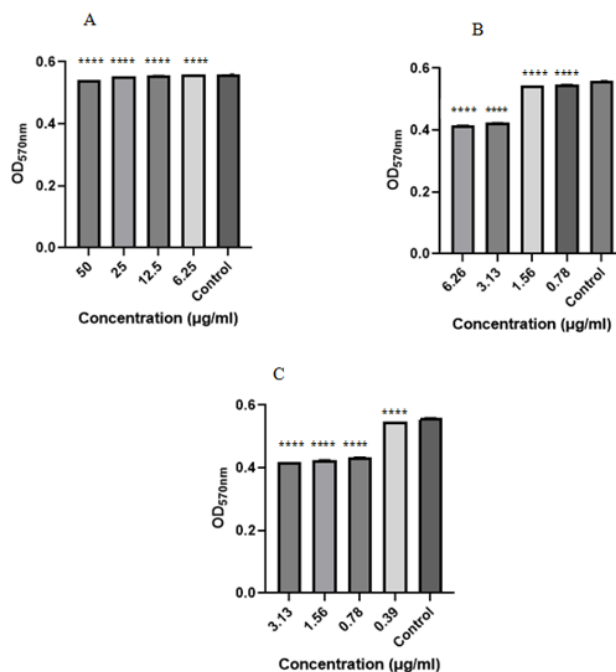 A
**** **** **** ****
0.6
0.4
0.2
0.0
OD570nm
50 25 12.5 6.25 Control
Concentration (µg/ml)
B
**** ****
**** ****
0.6
0.4
0.2
0.0
OD570nm
6.26 3.13 1.56 0.78 Control
Concentration (µg/ml)
C
****
**** **** ****
0.6
0.4
0.2
0.0
OD570nm
3.13 1.56 0.78 0.39 Control
Concentration (µg/ml)